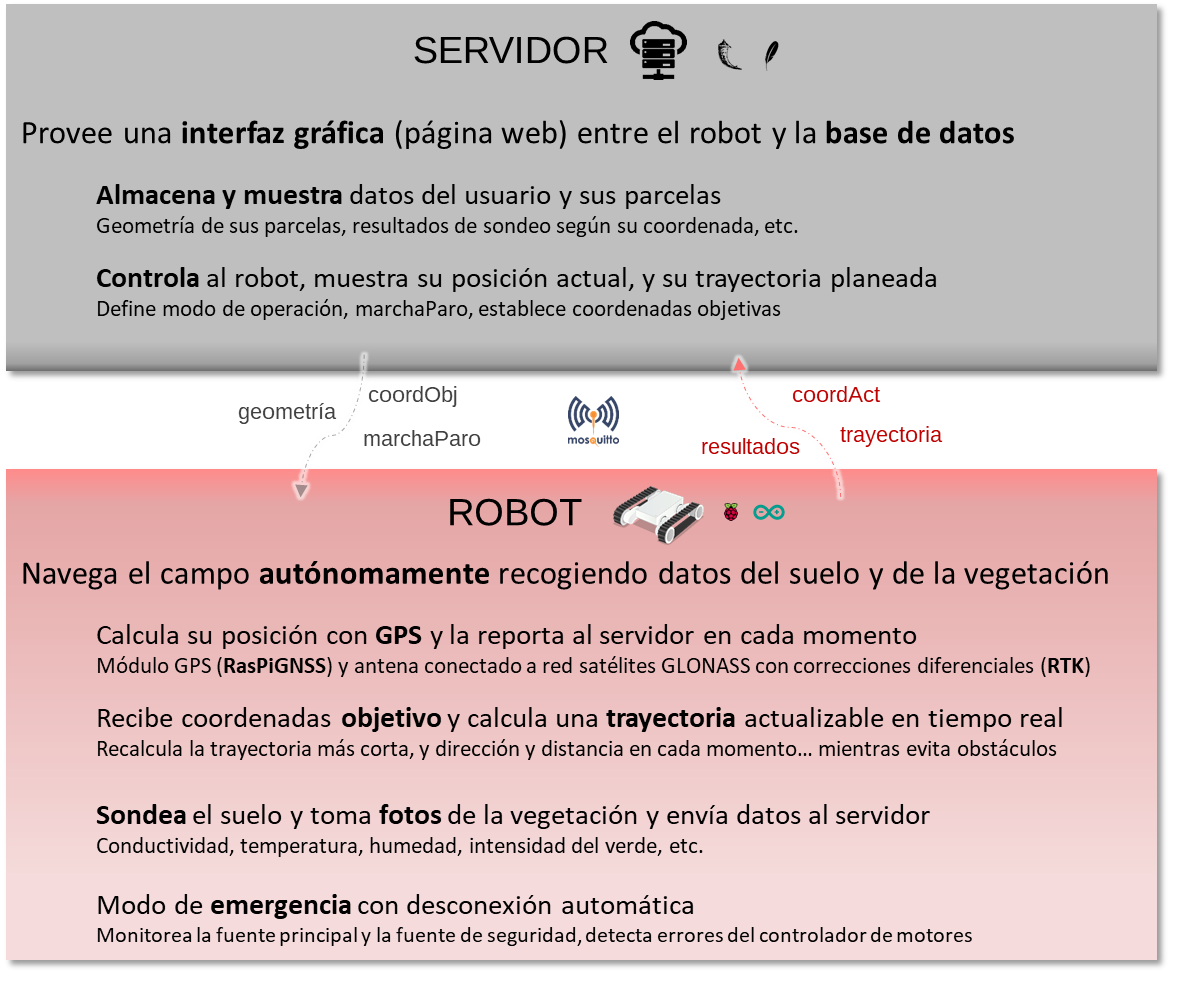 SERVIDOR
Provee una interfaz gráfica (página web) entre el robot y la base de datos
Almacena y muestra datos del usuario y sus parcelas
Geometría de sus parcelas, resultados de sondeo según su coordenada, etc.
Controla al robot, muestra su posición actual, y su trayectoria planeada
Define modo de operación, marchaParo, establece coordenadas objetivas
geometría
coordObj
marchaParo
mosquitto
coordAct
trayectoria
resultados
ROBOT
Navega el campo autónomamente recogiendo datos del suelo y de la vegetación
Calcula su posición con GPS y la reporta al servidor en cada momento
Módulo GPS (RasPiGNSS) y antena conectado a red satélites GLONASS con correcciones diferenciales (RTK)
Recibe coordenadas objetivo y calcula una trayectoria actualizable en tiempo real
Recalcula la trayectoria más corta, y dirección y distancia en cada momento... mientras evita obstáculos
Sondea el suelo y toma fotos de la vegetación y envía datos al servidor
Conductividad, temperatura, humedad, intensidad del verde, etc.
Modo de emergencia con desconexión automática
Monitorea la fuente principal y la fuente de seguridad, detecta errores del controlador de motores